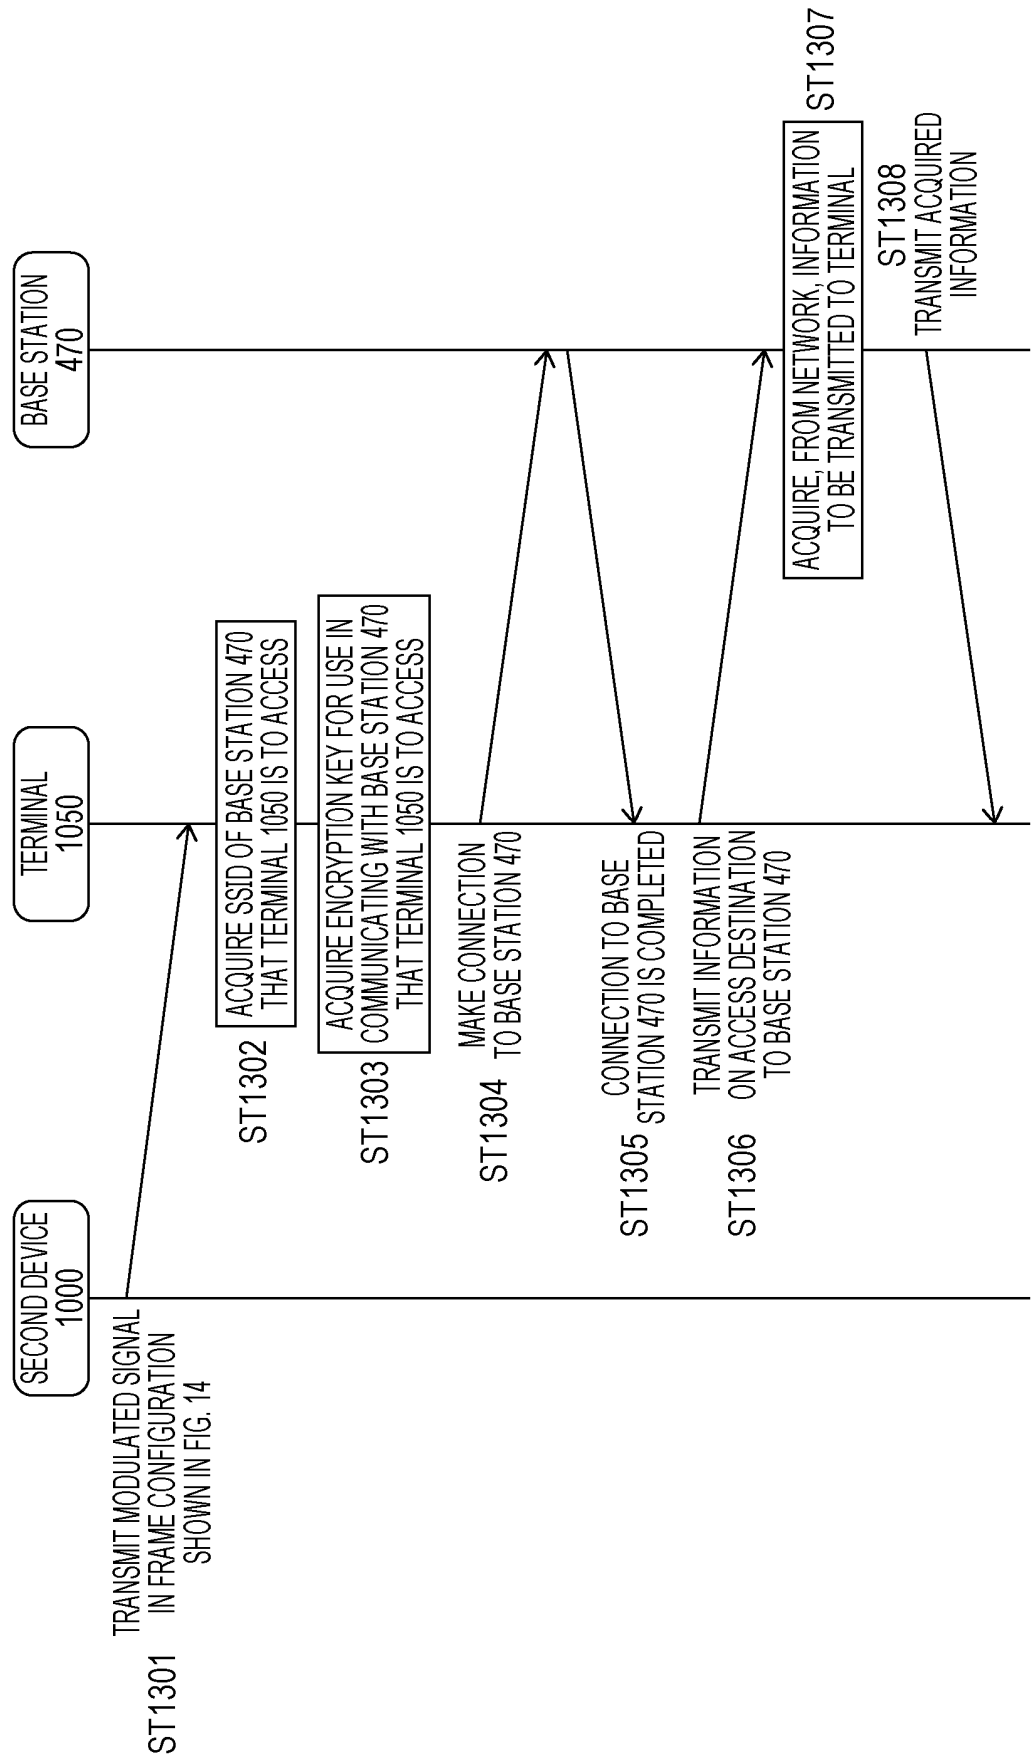 SECOND DEVICE
1000
TERMINAL
1050
BASE STATION
470
ST1301
TRANSMIT MODULATED SIGNAL
IN FRAME CONFIGURATION
SHOWN IN FIG. 14
ST1302
ACQUIRE SSID OF BASE STATION 470
THAT TERMINAL 1050 IS TO ACCESS
ST1303
ACQUIRE ENCRYPTION KEY FOR USE IN
COMMUNICATING WITH BASE STATION 470
THAT TERMINAL 1050 IS TO ACCESS
ST1304
MAKE CONNECTION
TO BASE STATION 470
ST1305
CONNECTION TO BASE
STATION 470 IS COMPLETED
ST1306
TRANSMIT INFORMATION
ON ACCESS DESTINATION
TO BASE STATION 470
ACQUIRE, FROM NETWORK, INFORMATION
TO BE TRANSMITTED TO TERMINAL
ST1307
ST1308
TRANSMIT ACQUIRED
INFORMATION